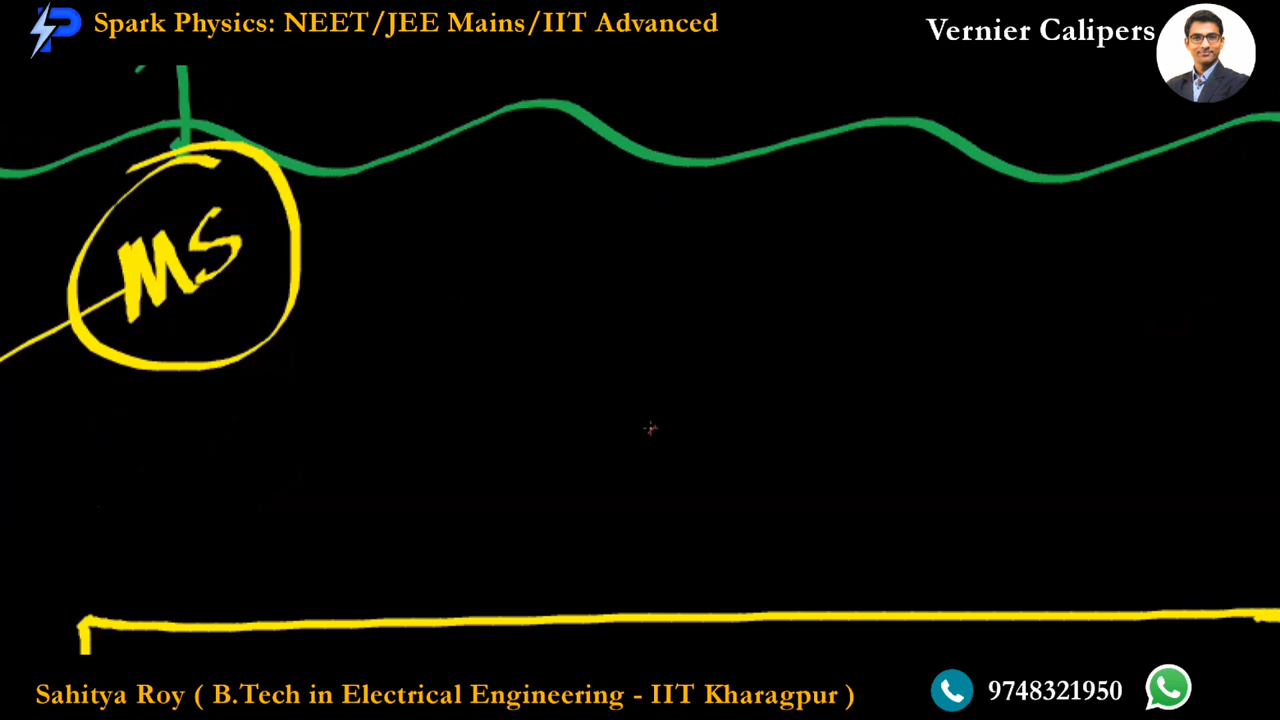 Spark Physics: NEET/JEE Mains/IIT Advanced
Vernier Calipers
MS
Sahitya Roy ( B.Tech in Electrical Engineering - IIT Kharagpur )
9748321950